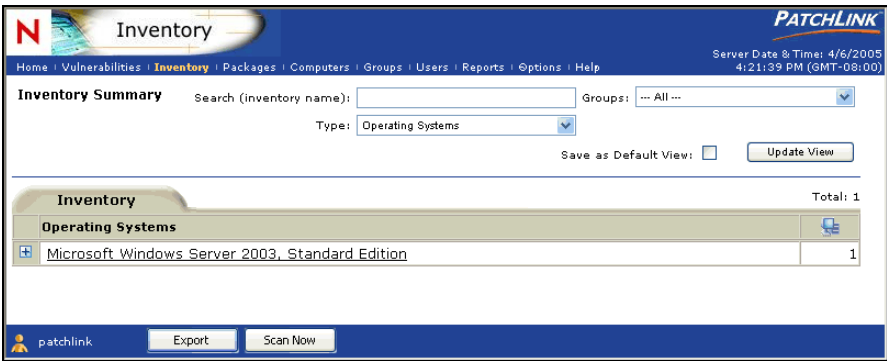 N Inventory
PATCHLINK
Server Date & Time: 4/6/2005
4:21:39 PM (GMT-08:00)
Home | Vulnerabilities | Inventory | Packages | Computers | Groups | Users | Reports | Options | Help
Inventory Summary
Search (inventory name):
Groups: --- All ---
Type: Operating Systems
Save as Default View:
Update View
Inventory
Total: 1
Operating Systems
Microsoft Windows Server 2003, Standard Edition 1
patchlink Export Scan Now